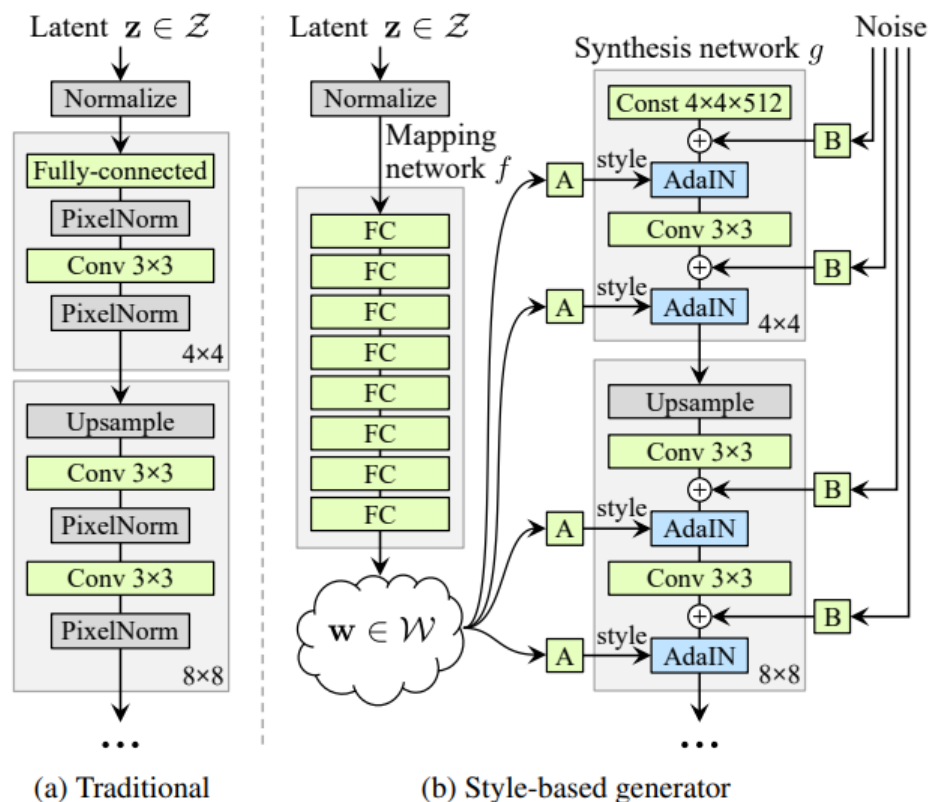 Latent z ∈ 𝒵
Normalize
Fully-connected
PixelNorm
Conv 3×3
PixelNorm
4×4
Upsample
Conv 3×3
PixelNorm
Conv 3×3
PixelNorm
8×8
...
(a) Traditional
Latent z ∈ 𝒵
Normalize
Mapping
network f
FC
FC
FC
FC
FC
FC
FC
FC
w ∈ 𝒲
A
style
A
style
A
style
A
style
Synthesis network g
Const 4×4×512
+
AdaIN
Conv 3×3
+
AdaIN
4×4
Upsample
Conv 3×3
+
AdaIN
Conv 3×3
+
AdaIN
8×8
...
Noise
B
B
B
B
(b) Style-based generator